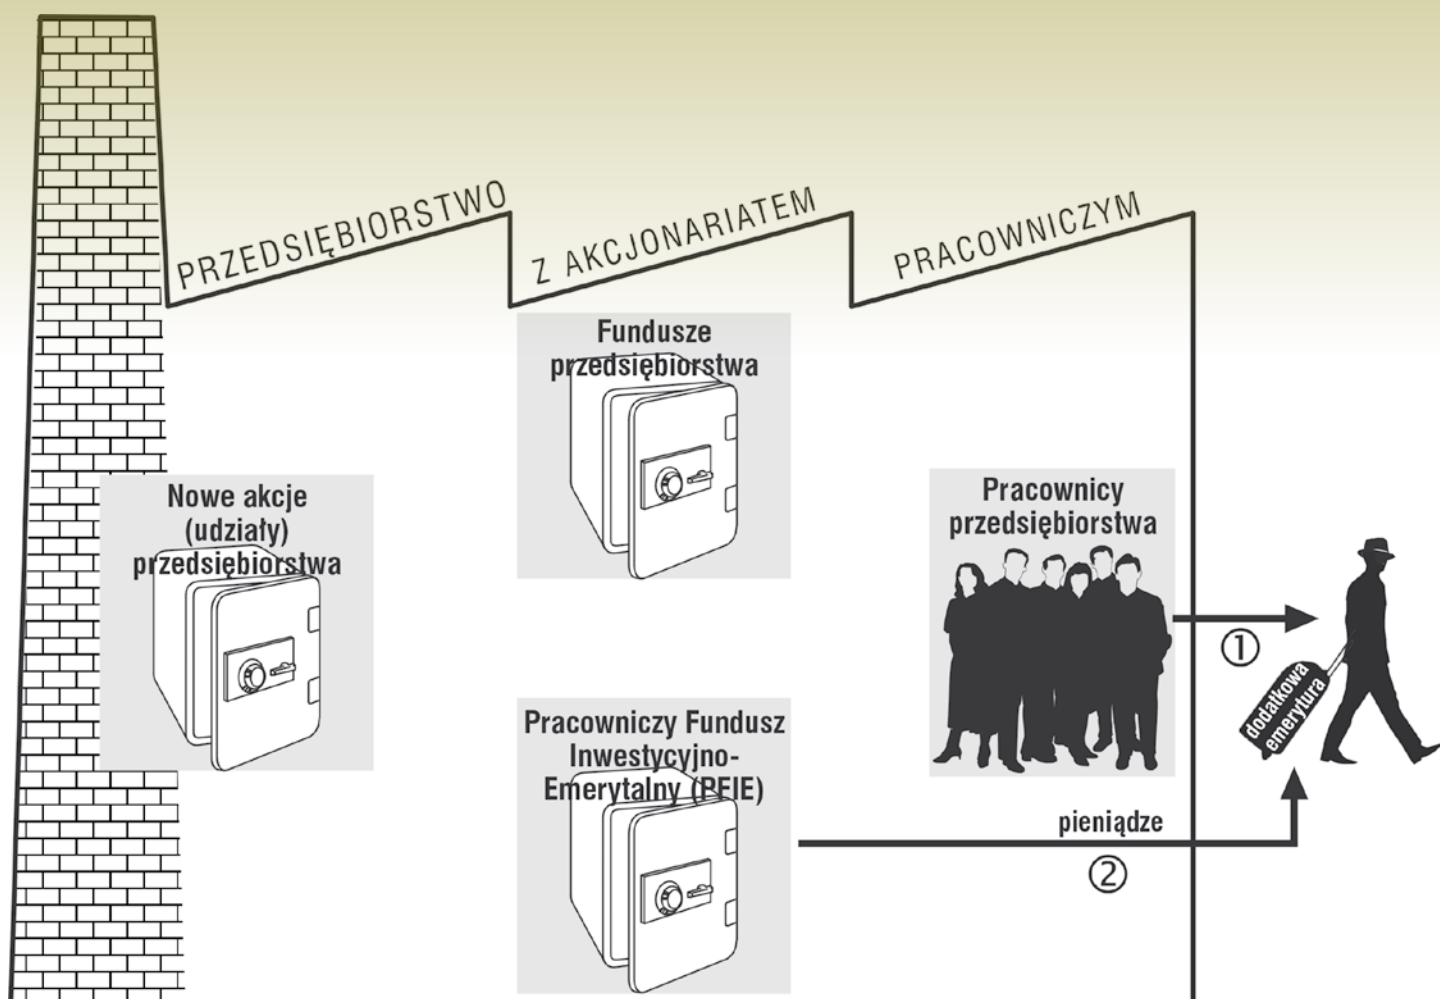 PRZEDSIĘBIORSTWO
Z AKCJONARIATEM
PRACOWNICZYM
Fundusze
przedsiębiorstwa
Nowe akcje
(udziały)
przedsiębiorstwa
Pracownicy
przedsiębiorstwa
①
dodatkowa
emerytura
Pracowniczy Fundusz
Inwestycyjno-
Emerytalny (PFIE)
pieniądze
②